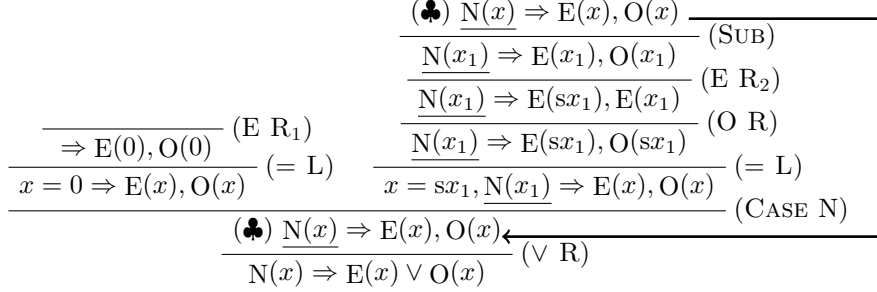 (♣) N(x) ⇒ E(x), O(x)
(SUB)
N(x₁) ⇒ E(x₁), O(x₁)
(E R₂)
N(x₁) ⇒ E(sx₁), E(x₁)
(O R)
N(x₁) ⇒ E(sx₁), O(sx₁)
(= L)
x = sx₁, N(x₁) ⇒ E(x), O(x)
(E R₁)
⇒ E(0), O(0)
(= L)
x = 0 ⇒ E(x), O(x)
(CASE N)
(♣) N(x) ⇒ E(x), O(x)
(∨ R)
N(x) ⇒ E(x) ∨ O(x)